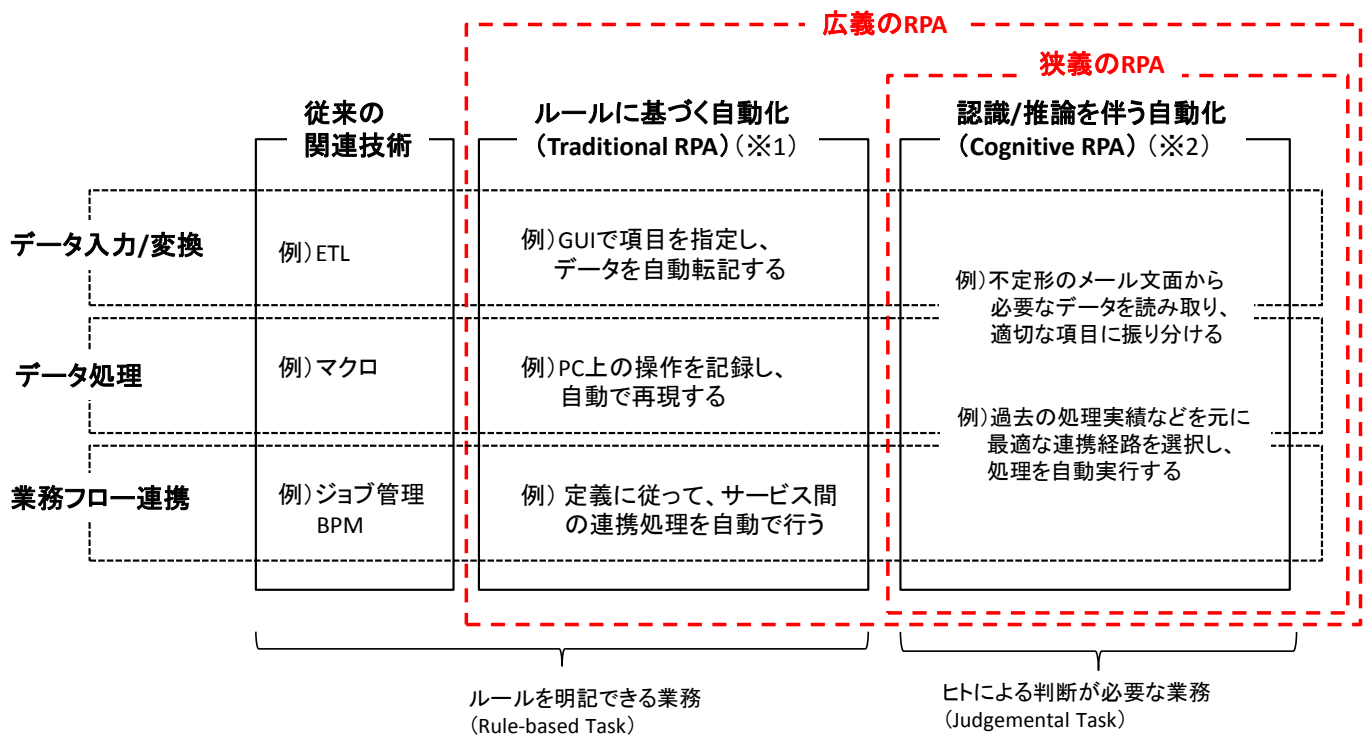 広義のRPA
狭義のRPA
従来の
関連技術
ルールに基づく自動化
（Traditional RPA）（※1）
認識/推論を伴う自動化
（Cognitive RPA）（※2）
データ入力/変換
例）ETL
例）GUIで項目を指定し、
データを自動転記する
例）不定形のメール文面から
必要なデータを読み取り、
適切な項目に振り分ける
データ処理
例）マクロ
例）PC上の操作を記録し、
自動で再現する
例）過去の処理実績などを元に
最適な連携経路を選択し、
処理を自動実行する
業務フロー連携
例）ジョブ管理
BPM
例） 定義に従って、サービス間
の連携処理を自動で行う
ルールを明記できる業務
（Rule-based Task）
ヒトによる判断が必要な業務
（Judgemental Task）